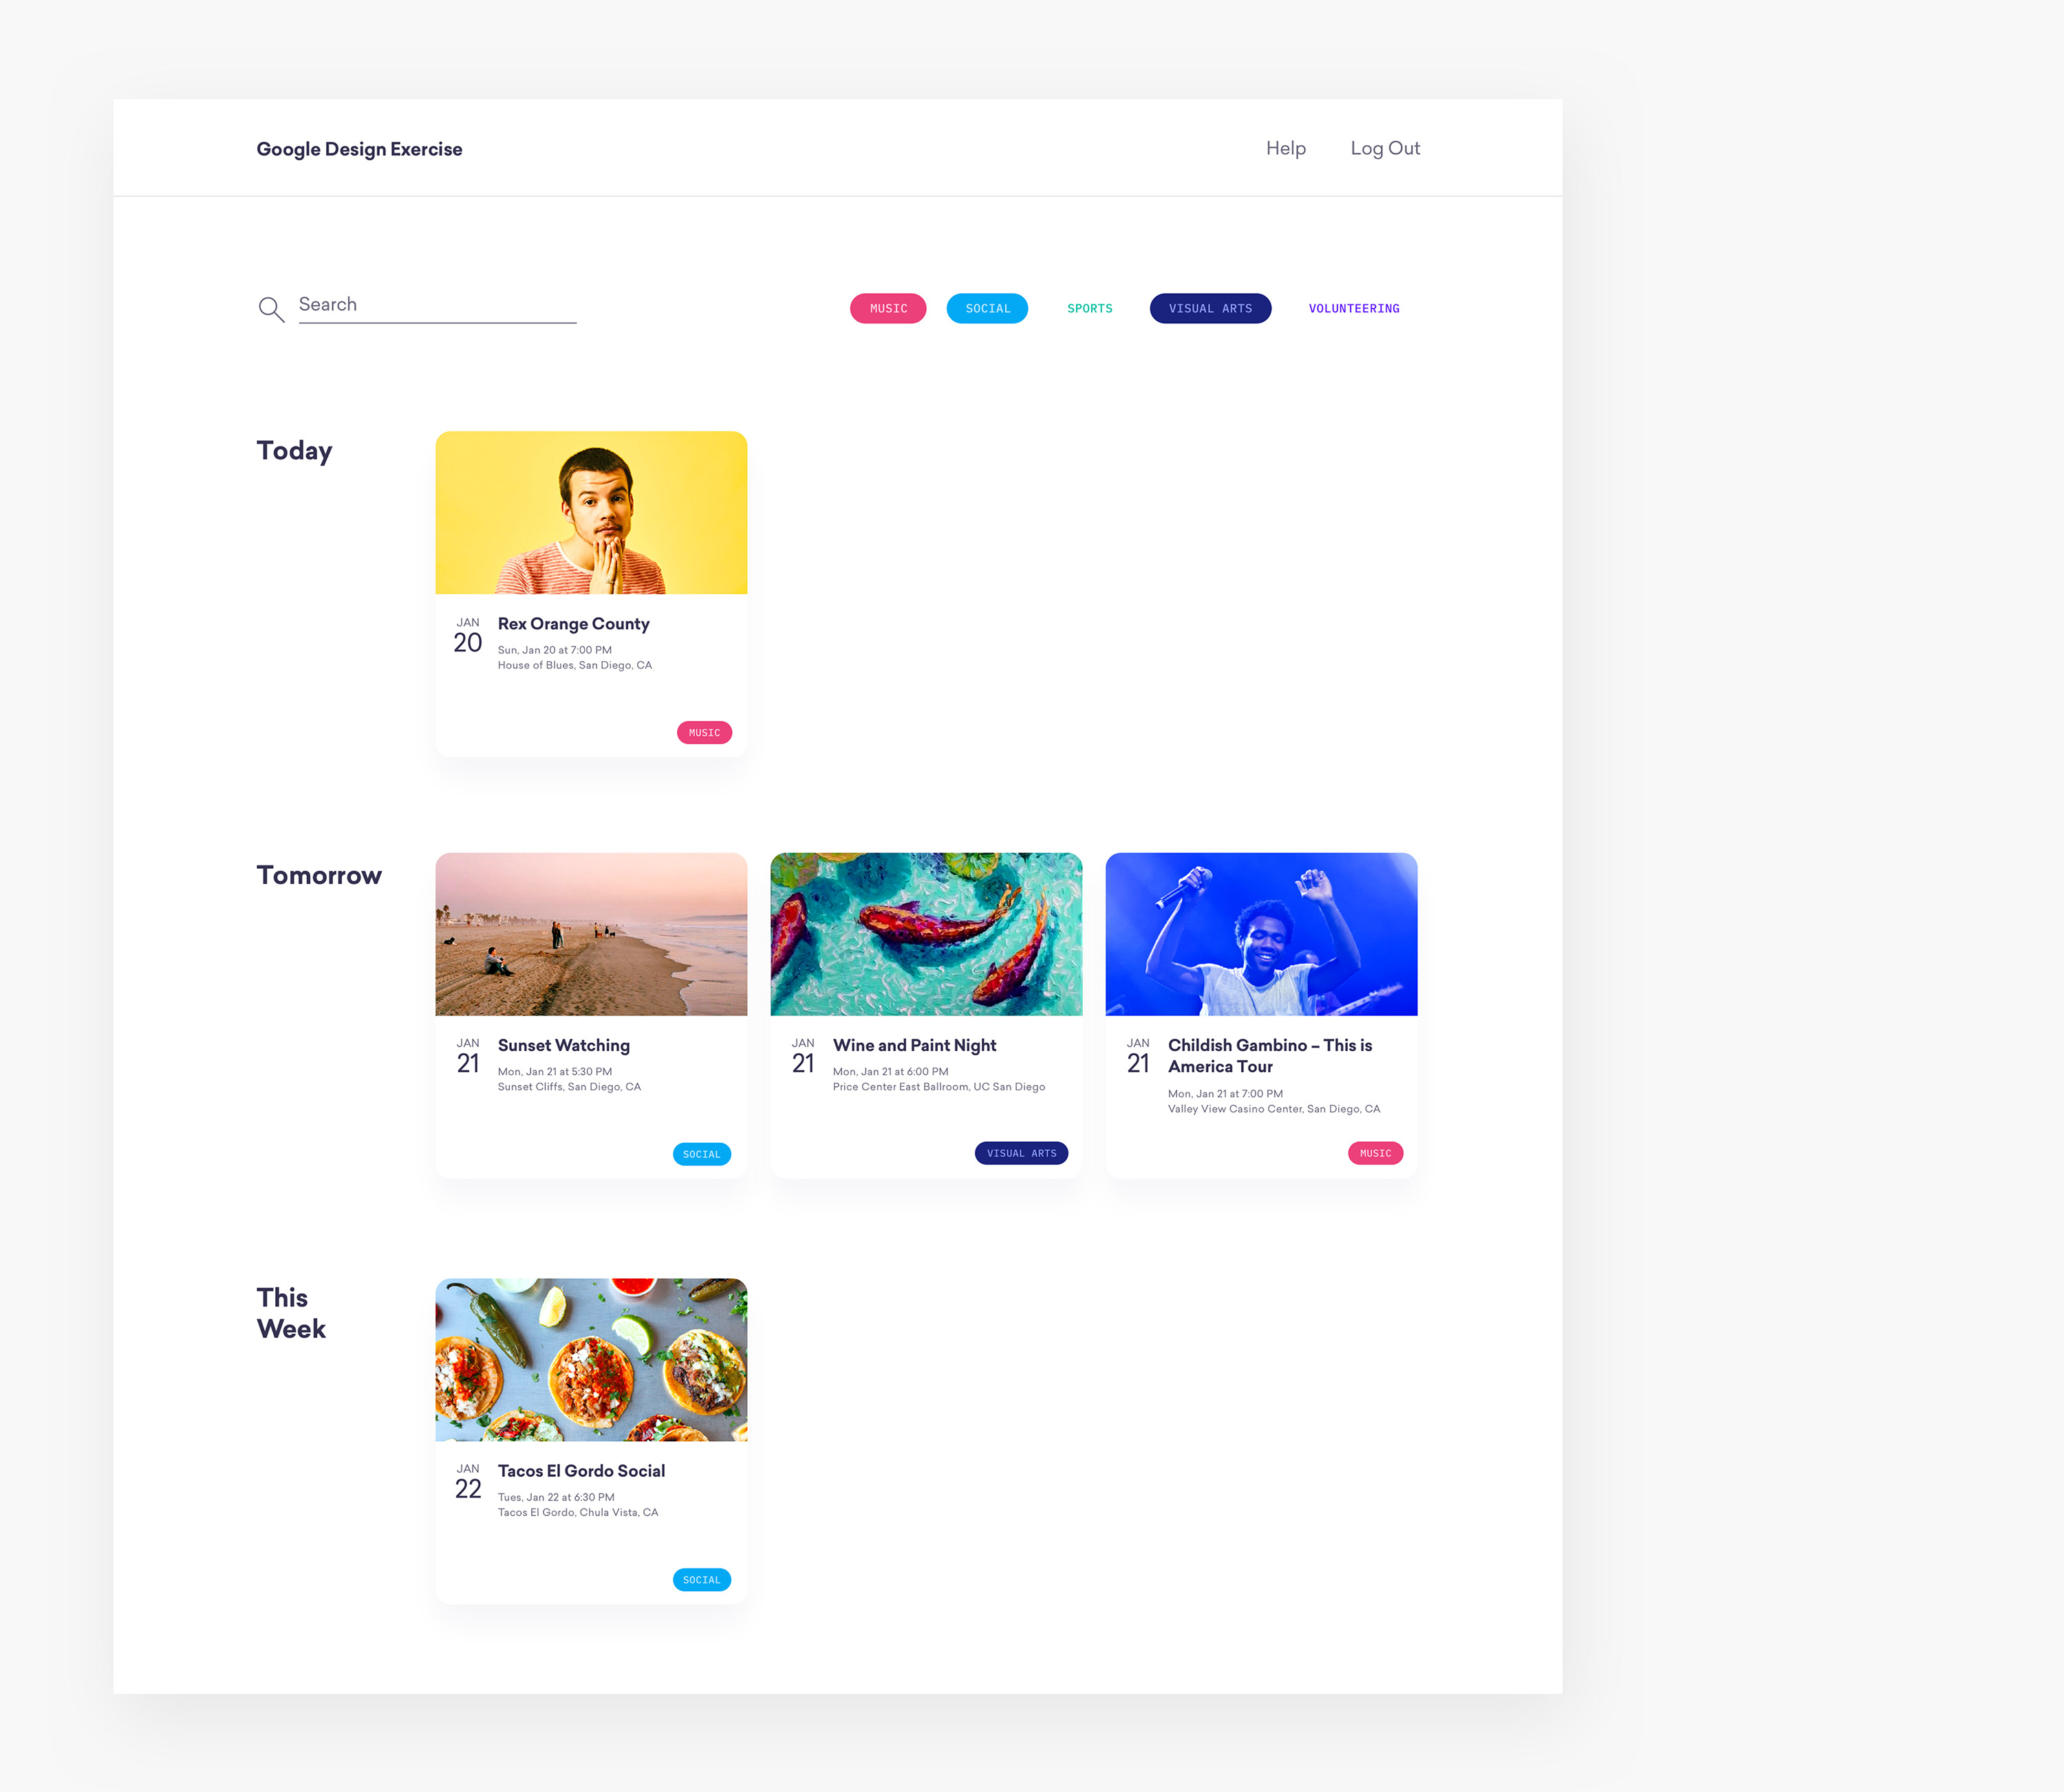 Google Design Exercise
Help
Log Out
Search
MUSIC
SOCIAL
SPORTS
VISUAL ARTS
VOLUNTEERING
Today
JAN
20
Rex Orange County
Sun, Jan 20 at 7:00 PM
House of Blues, San Diego, CA
MUSIC
Tomorrow
JAN
21
Sunset Watching
Mon, Jan 21 at 5:30 PM
Sunset Cliffs, San Diego, CA
SOCIAL
JAN
21
Wine and Paint Night
Mon, Jan 21 at 6:00 PM
Price Center East Ballroom, UC San Diego
VISUAL ARTS
JAN
21
Childish Gambino – This is
America Tour
Mon, Jan 21 at 7:00 PM
Valley View Casino Center, San Diego, CA
MUSIC
This
Week
JAN
22
Tacos El Gordo Social
Tues, Jan 22 at 6:30 PM
Tacos El Gordo, Chula Vista, CA
SOCIAL